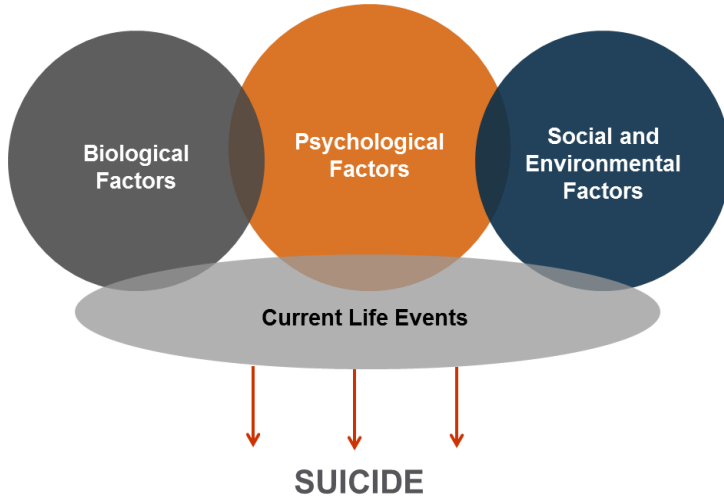 Biological
Factors
Psychological
Factors
Social and
Environmental
Factors
Current Life Events
SUICIDE